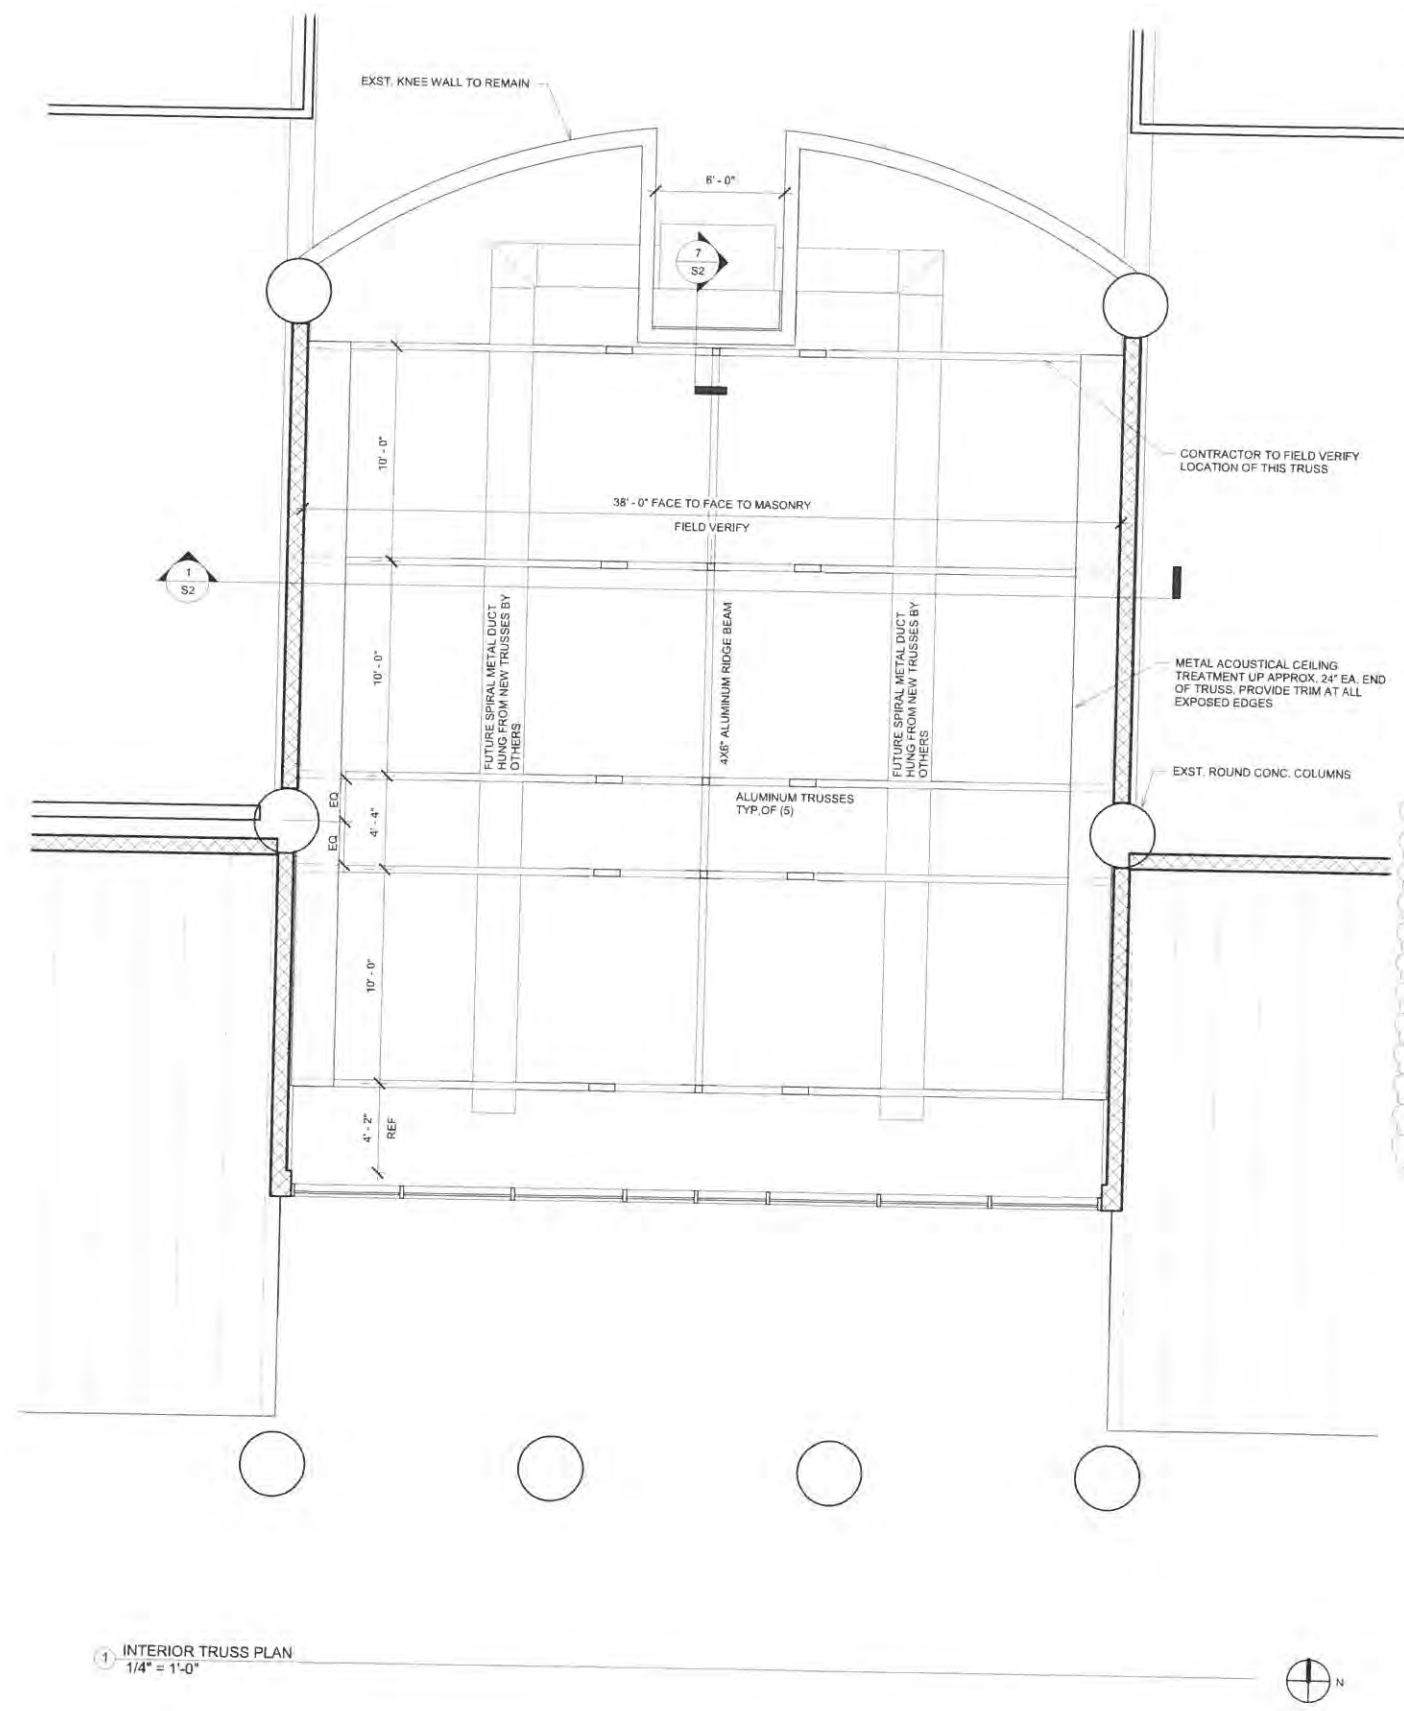 EXST. KNEE WALL TO REMAIN
6' - 0"
7
S2
10' - 0"
CONTRACTOR TO FIELD VERIFY
LOCATION OF THIS TRUSS
38' - 0" FACE TO FACE TO MASONRY
FIELD VERIFY
1
S2
10' - 0"
FUTURE SPIRAL METAL DUCT
HUNG FROM NEW TRUSSES BY
OTHERS
4X6" ALUMINUM RIDGE BEAM
FUTURE SPIRAL METAL DUCT
HUNG FROM NEW TRUSSES BY
OTHERS
METAL ACOUSTICAL CEILING
TREATMENT UP APPROX. 24" EA. END
OF TRUSS. PROVIDE TRIM AT ALL
EXPOSED EDGES
EXST. ROUND CONC. COLUMNS
EQ
EQ
4' - 4"
ALUMINUM TRUSSES
TYP.OF (5)
10' - 0"
4' - 2"
REF
1
INTERIOR TRUSS PLAN
1/4" = 1'-0"
N